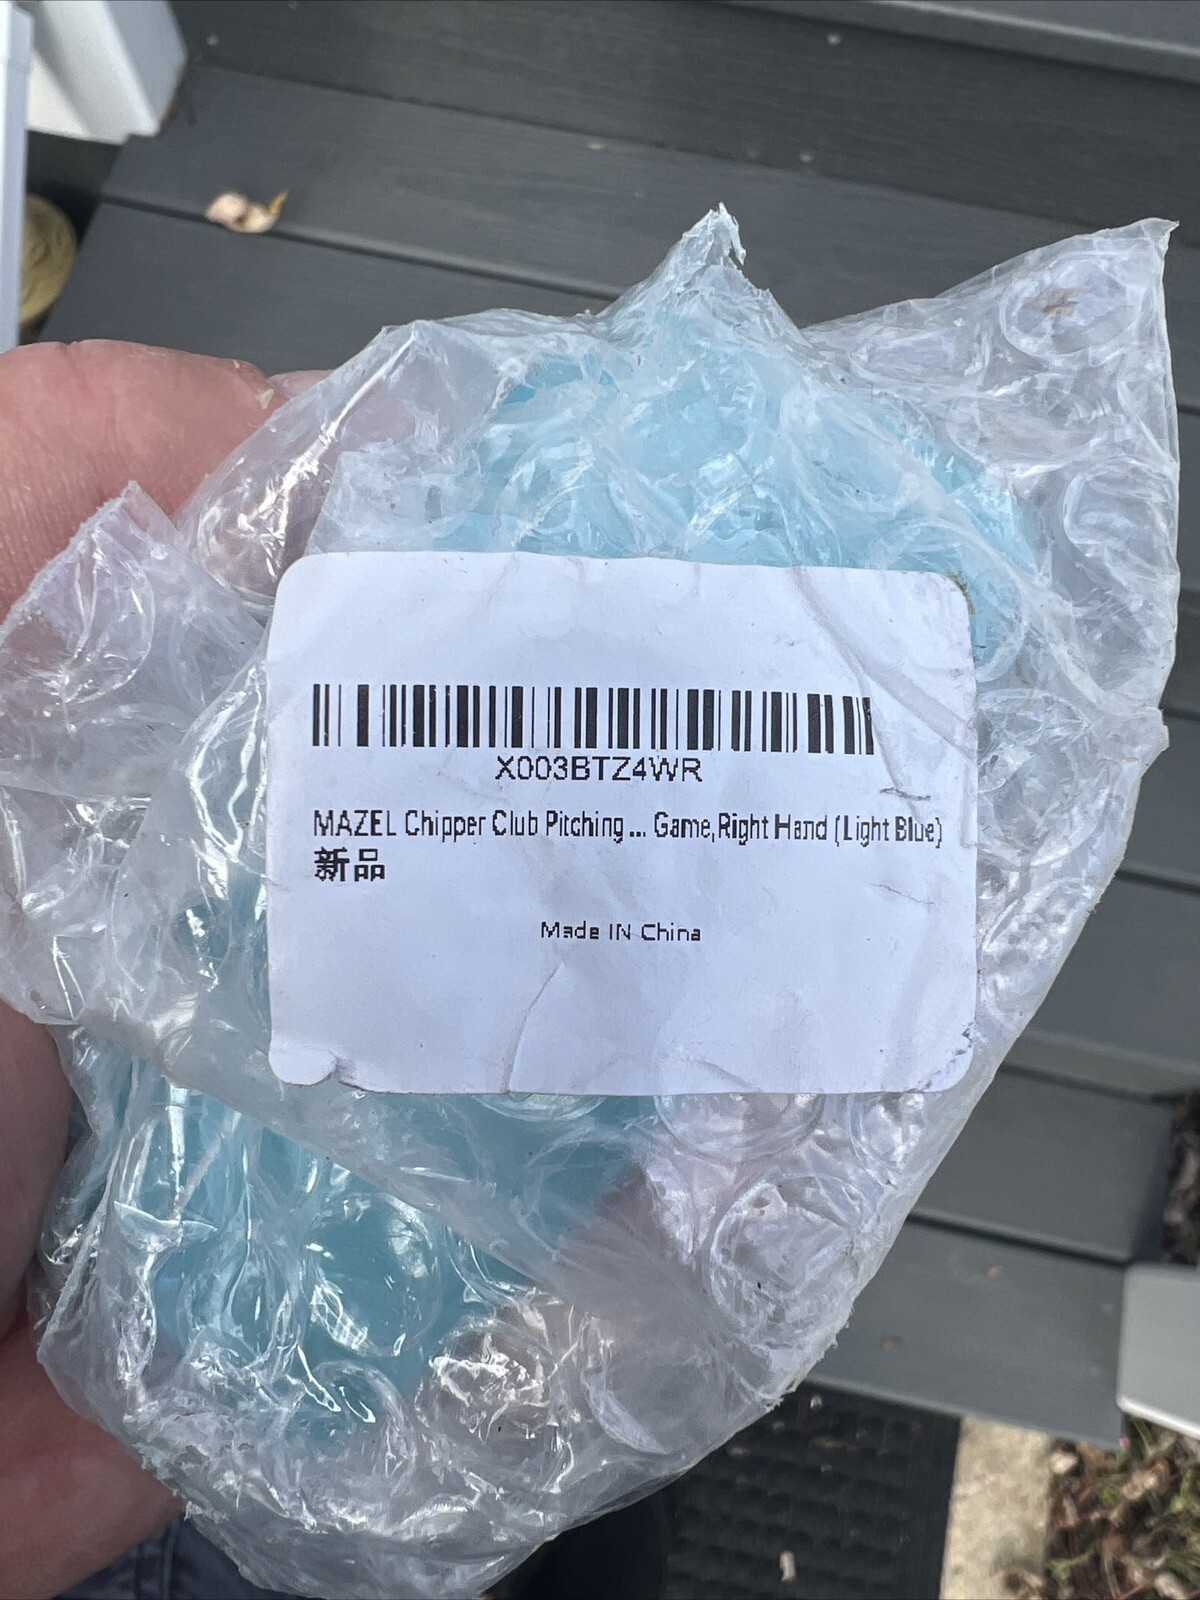 X003BTZ4WR
MAZEL Chipper Club Pitching ... Game,Right Hand (Light Blue)
新品
Made IN China